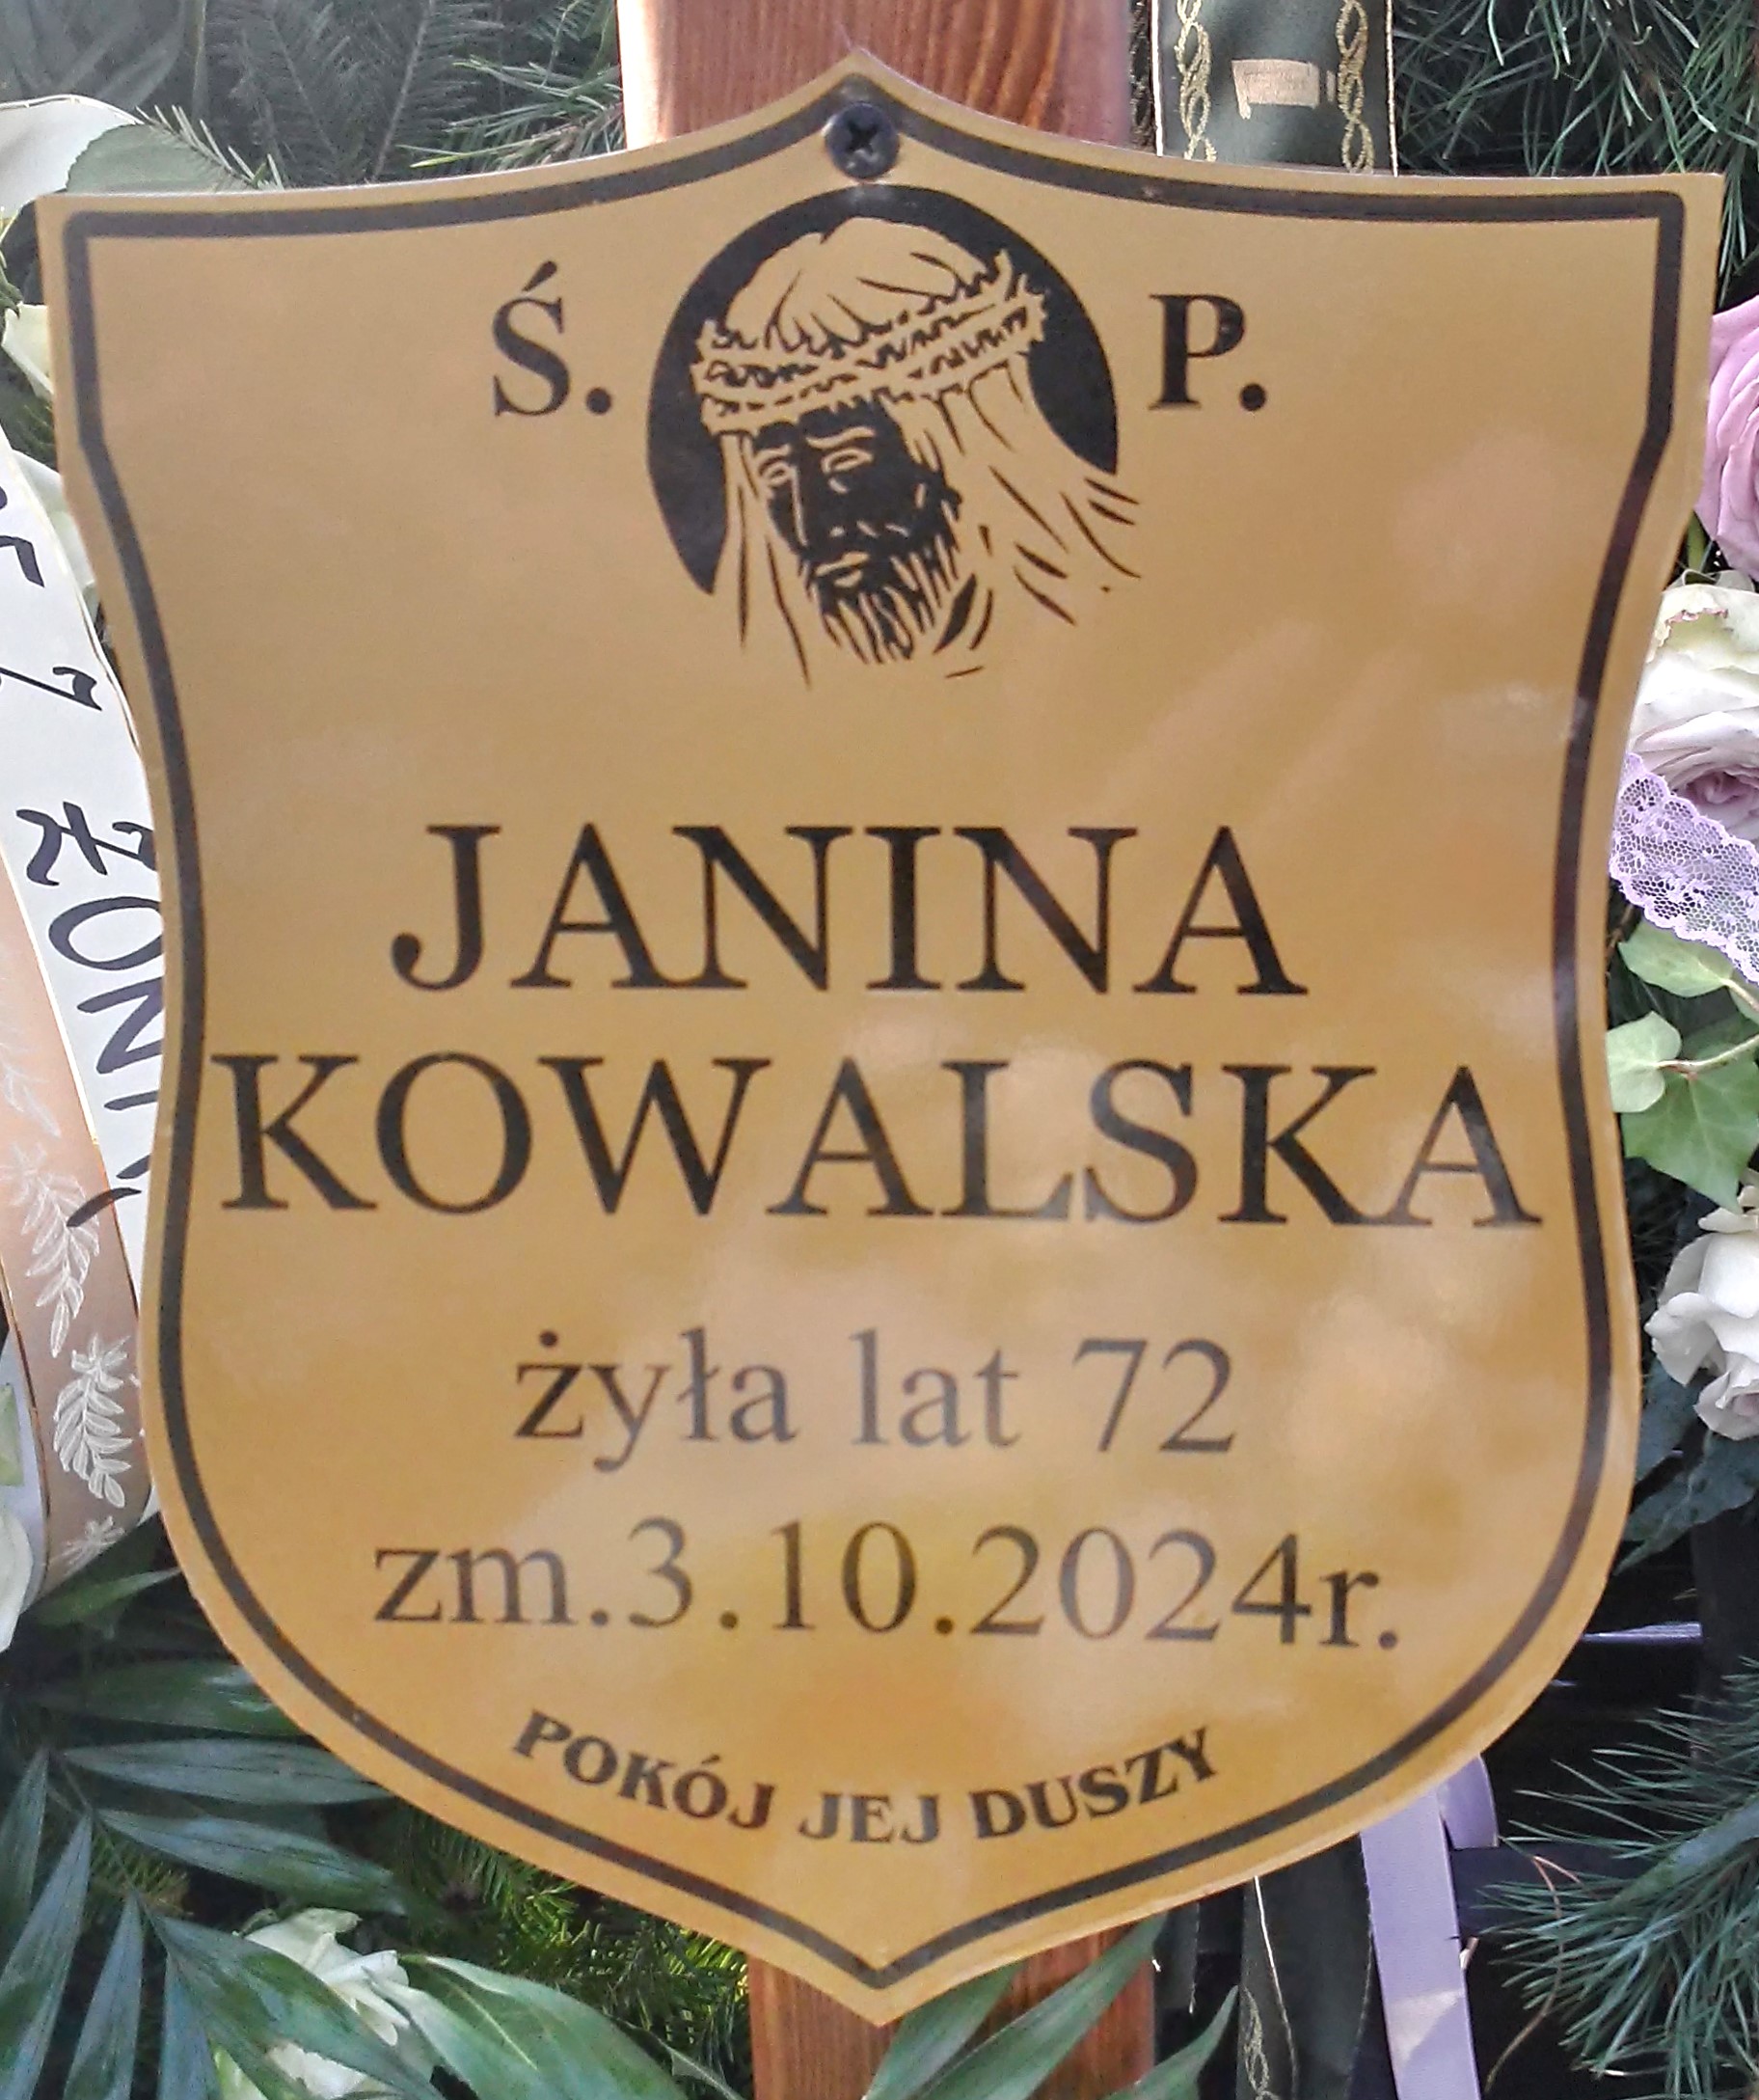 Ś. P.
JANINA
KOWALSKA
żyła lat 72
zm.3.10.2024r.
POKÓJ JEJ DUSZY